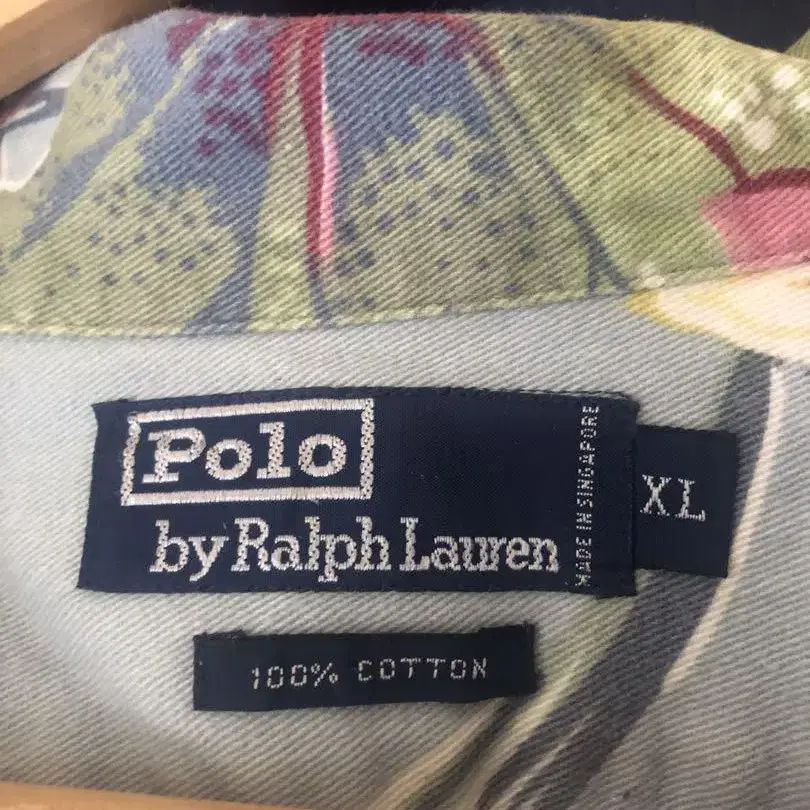 Polo
by Ralph Lauren
MADE IN SINGAPORE
XL
100% COTTON